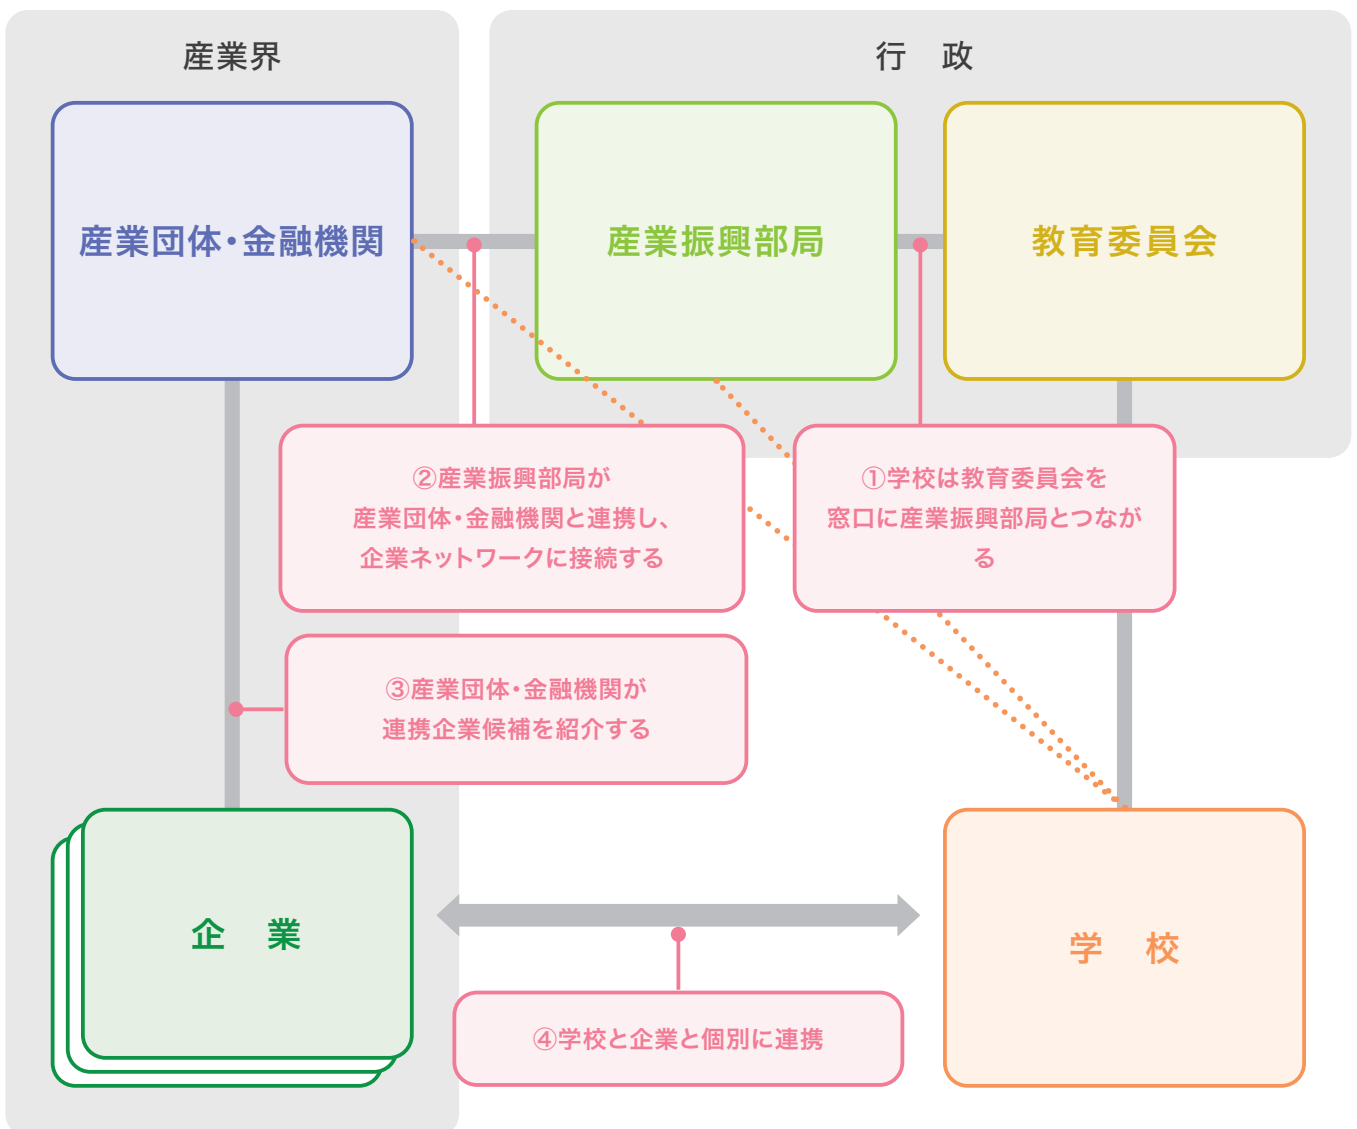 産業界
行　政
産業団体・金融機関
産業振興部局
教育委員会
②産業振興部局が
産業団体・金融機関と連携し、
企業ネットワークに接続する
①学校は教育委員会を
窓口に産業振興部局とつなが
る
③産業団体・金融機関が
連携企業候補を紹介する
企　業
学　校
④学校と企業と個別に連携